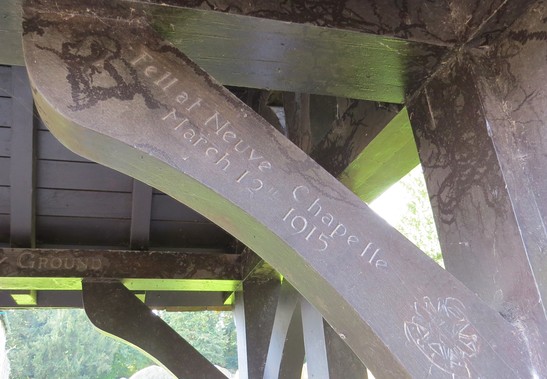 Fell at Neuve Chapelle
March 12th 1915
Ground